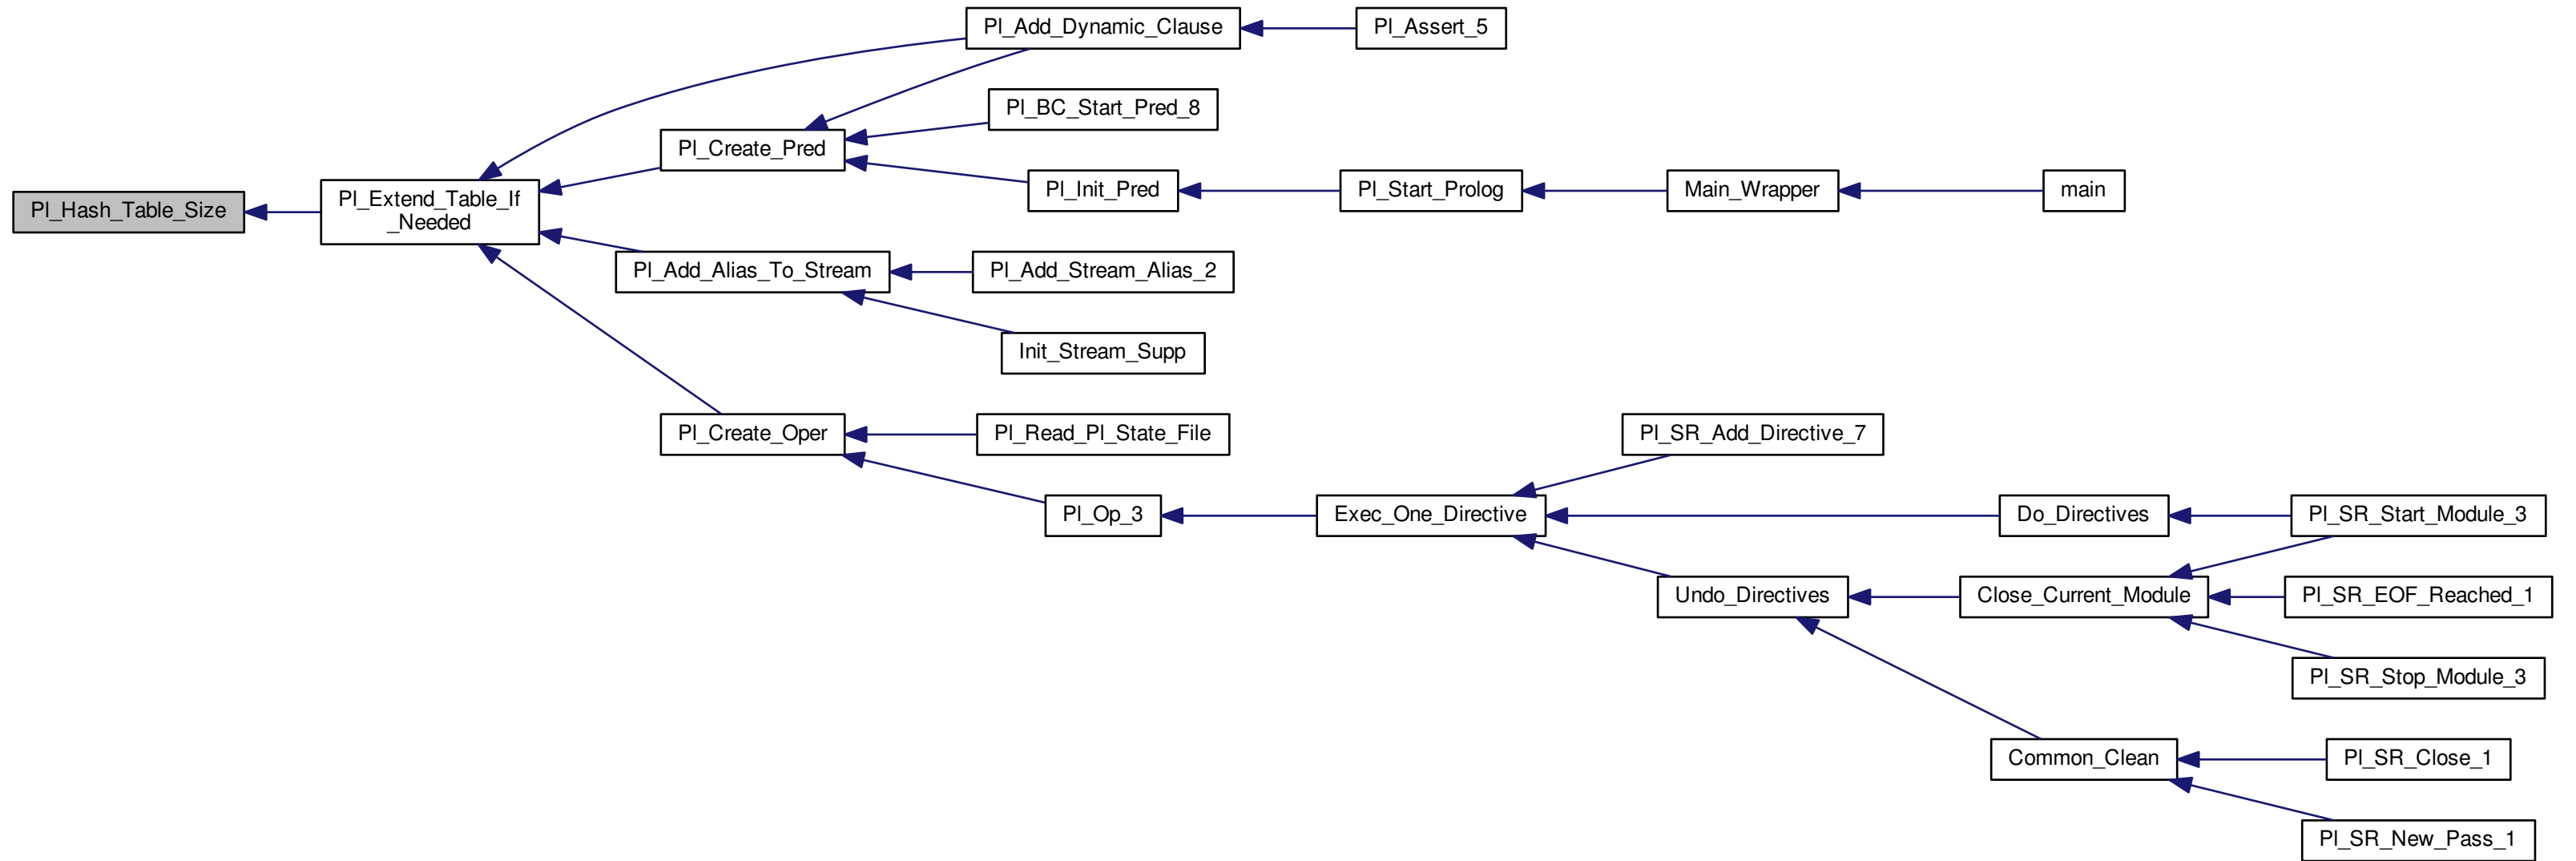 Pl_Add_Dynamic_Clause
Pl_Assert_5
Pl_BC_Start_Pred_8
Pl_Create_Pred
Pl_Init_Pred
Pl_Start_Prolog
Main_Wrapper
main
Pl_Hash_Table_Size
Pl_Extend_Table_If
_Needed
Pl_Add_Alias_To_Stream
Pl_Add_Stream_Alias_2
Init_Stream_Supp
Pl_Create_Oper
Pl_Read_Pl_State_File
Pl_SR_Add_Directive_7
Pl_Op_3
Exec_One_Directive
Do_Directives
Pl_SR_Start_Module_3
Undo_Directives
Close_Current_Module
Pl_SR_EOF_Reached_1
Pl_SR_Stop_Module_3
Common_Clean
Pl_SR_Close_1
Pl_SR_New_Pass_1